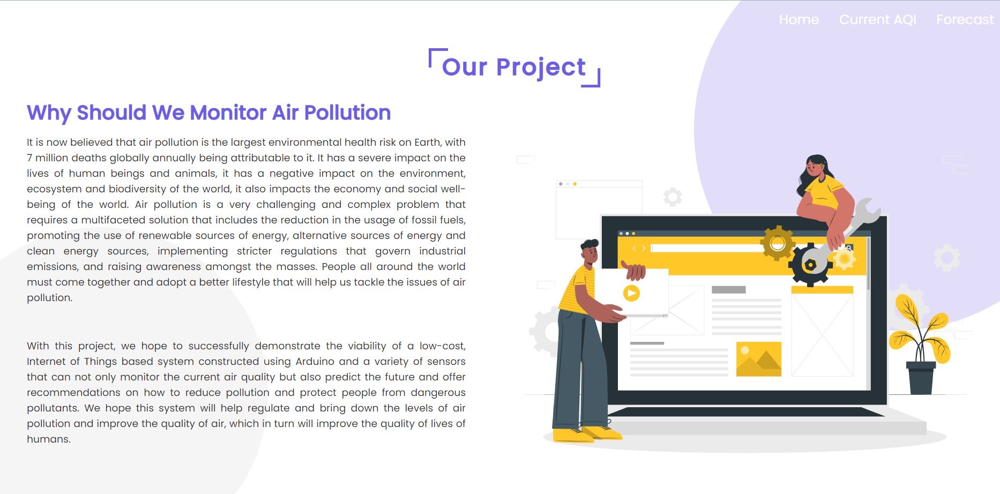 Home Current AQI Forecast
Our Project
Why Should We Monitor Air Pollution
It is now believed that air pollution is the largest environmental health risk on Earth, with
7 million deaths globally annually being attributable to it. It has a severe impact on the
lives of human beings and animals, it has a negative impact on the environment,
ecosystem and biodiversity of the world, it also impacts the economy and social well-
being of the world. Air pollution is a very challenging and complex problem that
requires a multifaceted solution that includes the reduction in the usage of fossil fuels,
promoting the use of renewable sources of energy, alternative sources of energy and
clean energy sources, implementing stricter regulations that govern industrial
emissions, and raising awareness amongst the masses. People all around the world
must come together and adopt a better lifestyle that will help us tackle the issues of air
pollution.
With this project, we hope to successfully demonstrate the viability of a low-cost,
Internet of Things based system constructed using Arduino and a variety of sensors
that can not only monitor the current air quality but also predict the future and offer
recommendations on how to reduce pollution and protect people from dangerous
pollutants. We hope this system will help regulate and bring down the levels of air
pollution and improve the quality of air, which in turn will improve the quality of lives of
humans.